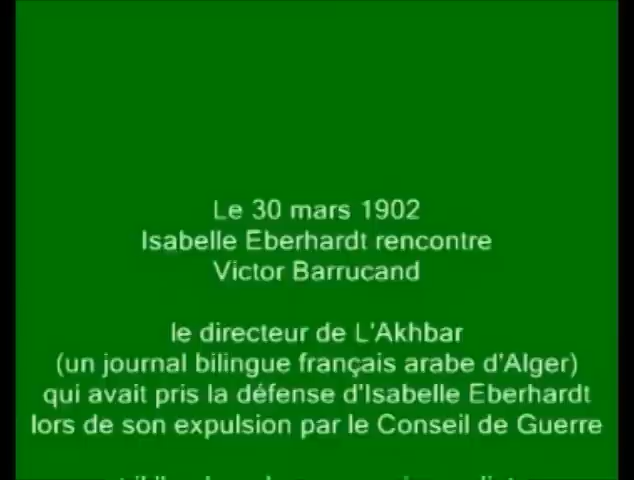 Le 30 mars 1902
Isabelle Eberhardt rencontre
Victor Barrucand
le directeur de L'Akhbar
(un journal bilingue français arabe d'Alger)
qui avait pris la défense d'Isabelle Eberhardt
lors de son expulsion par le Conseil de Guerre